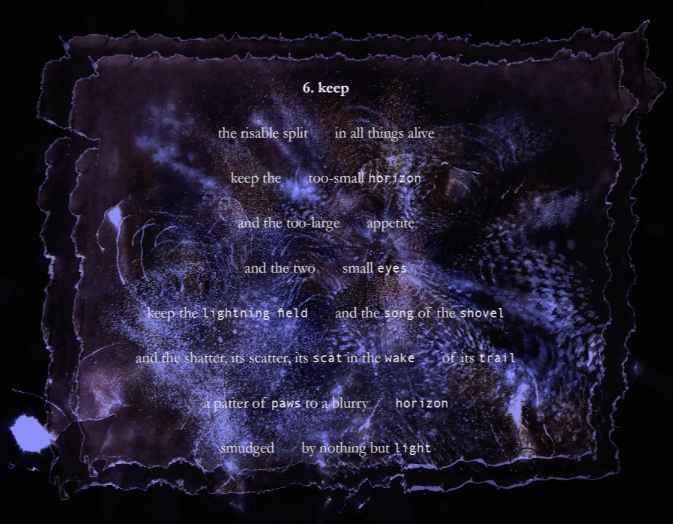 6. keep
the risable split in all things alive
keep the too-small horizon
and the too-large appetite
and the two small eyes
keep the lightning field and the song of the shovel
and the shatter, its scatter, its scat in the wake of its trail
a patter of paws to a blurry horizon
smudged by nothing but light